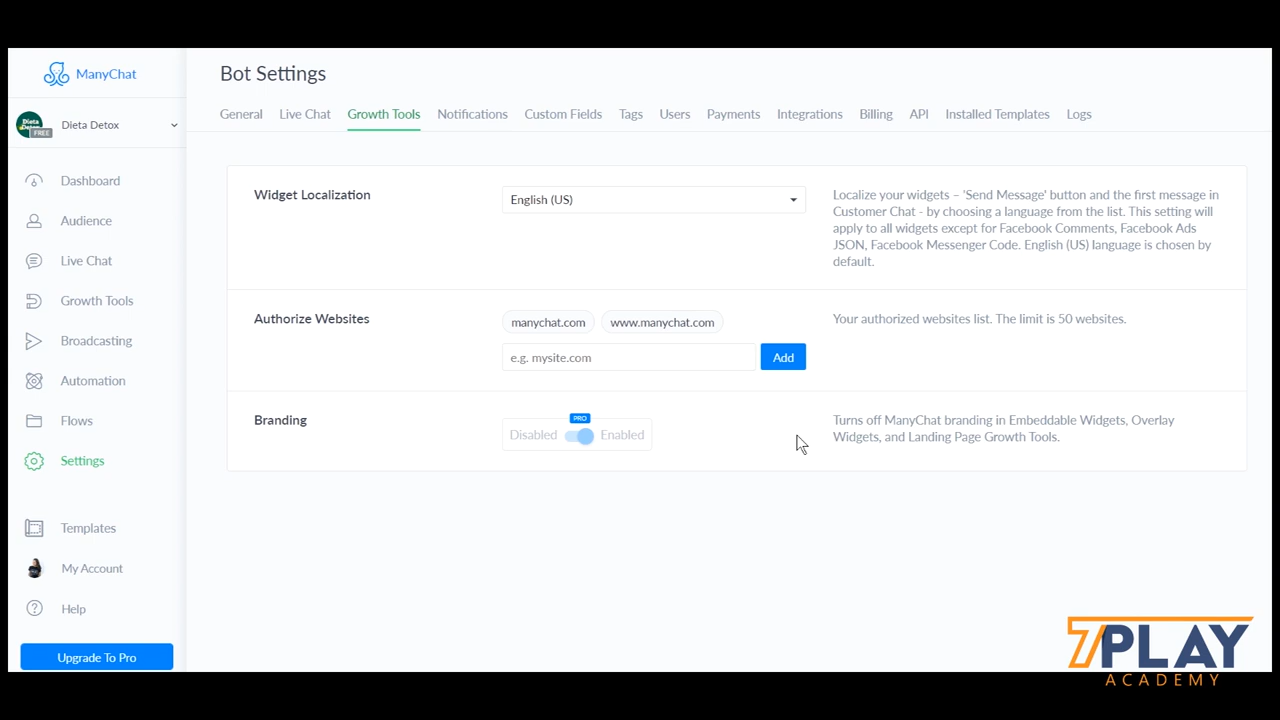 ManyChat
Dieta
Detox
FREE
Dieta Detox
Dashboard
Audience
Live Chat
Growth Tools
Broadcasting
Automation
Flows
Settings
Templates
My Account
Help
Upgrade To Pro
Bot Settings
General Live Chat Growth Tools Notifications Custom Fields Tags Users Payments Integrations Billing API Installed Templates Logs
Widget Localization
English (US)
Localize your widgets – 'Send Message' button and the first message in
Customer Chat - by choosing a language from the list. This setting will
apply to all widgets except for Facebook Comments, Facebook Ads
JSON, Facebook Messenger Code. English (US) language is chosen by
default.
Authorize Websites
manychat.com www.manychat.com
e.g. mysite.com Add
Your authorized websites list. The limit is 50 websites.
Branding
PRO
Disabled Enabled
Turns off ManyChat branding in Embeddable Widgets, Overlay
Widgets, and Landing Page Growth Tools.
7PLAY
ACADEMY